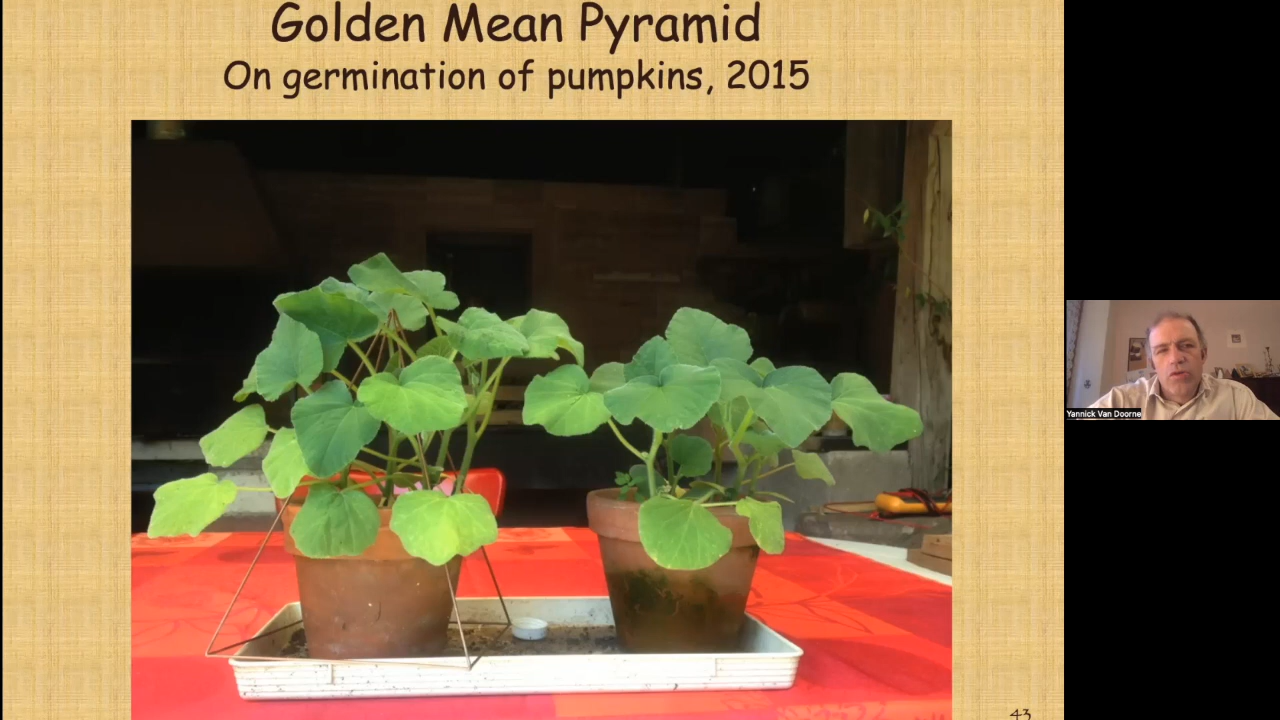 Golden Mean Pyramid
On germination of pumpkins, 2015
Yannick Van Doorne
43